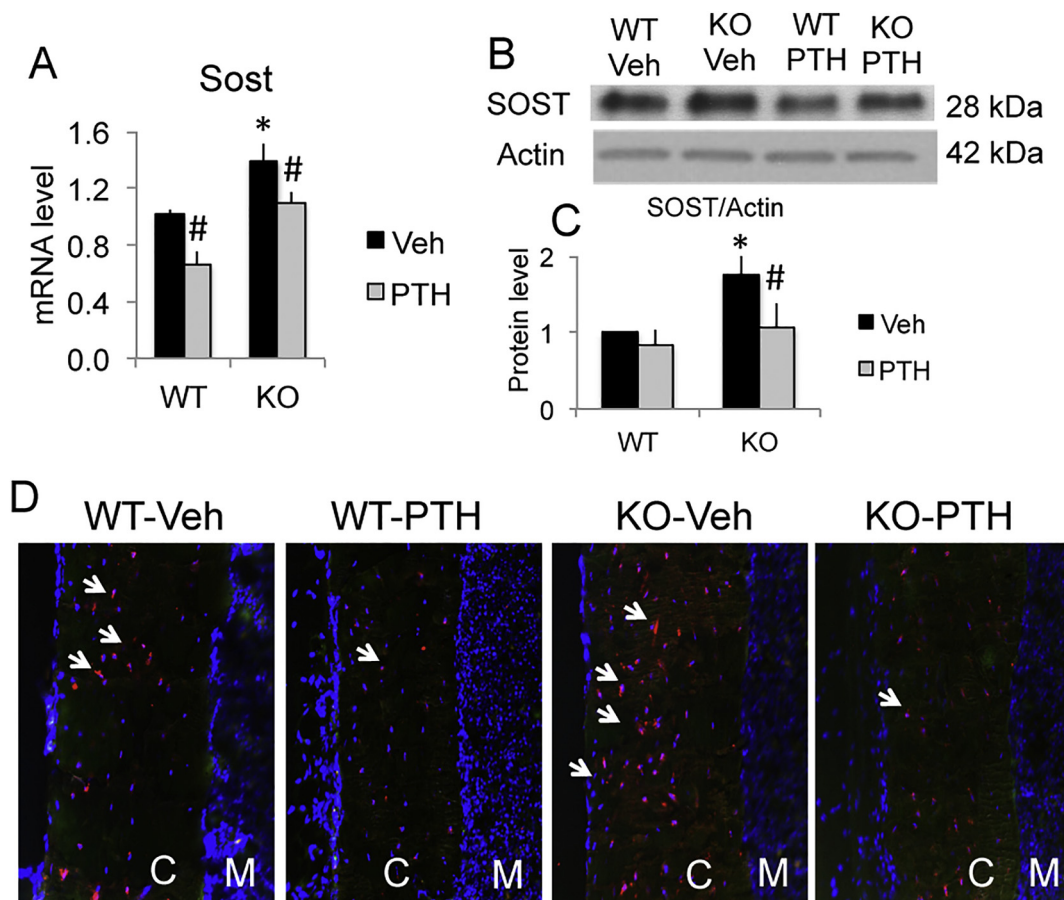 A
Sost
mRNA level
1.6
1.2
0.8
0.4
0.0
*
#
#
WT
KO
Veh
PTH
B
WT Veh
KO Veh
WT PTH
KO PTH
SOST
28 kDa
Actin
42 kDa
C
SOST/Actin
Protein level
2
1
0
*
#
WT
KO
Veh
PTH
D
WT-Veh
WT-PTH
KO-Veh
KO-PTH
C M
C M
C M
C M